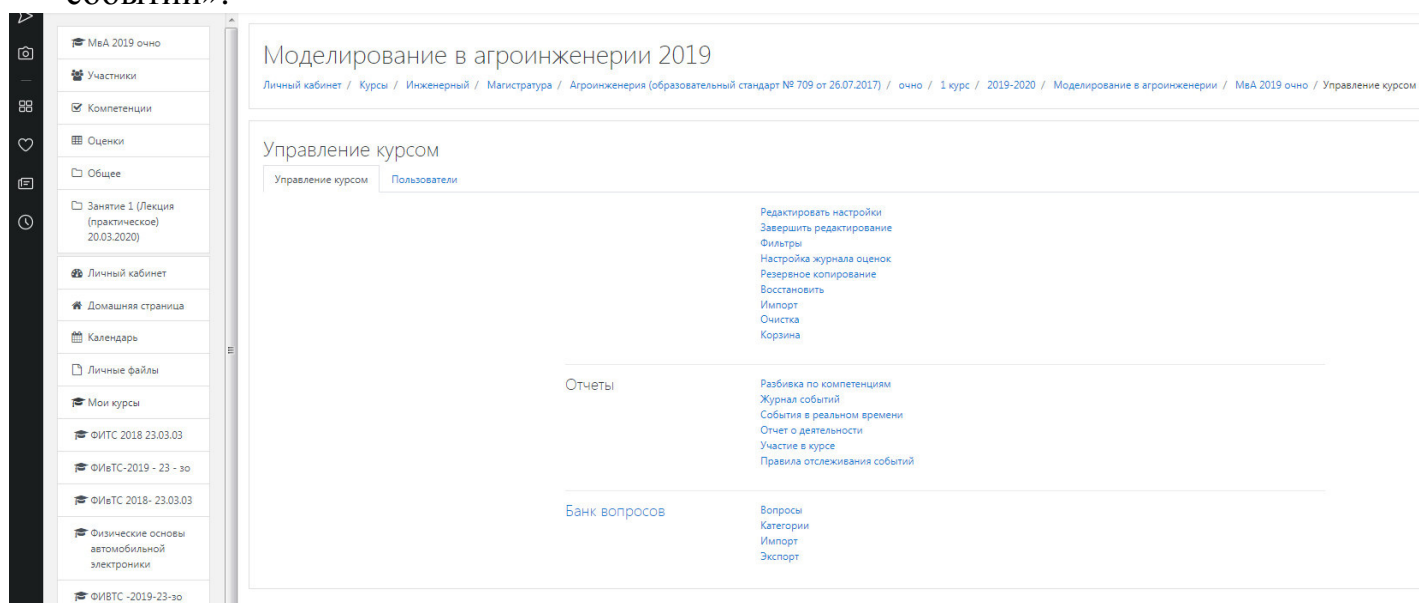 событий»?
МвА 2019 очно
Участники
Компетенции
Оценки
Общее
Занятие 1 (Лекция
(практическое)
20.03.2020)
Личный кабинет
Домашняя страница
Календарь
Личные файлы
Мои курсы
ФИТС 2018 23.03.03
ФИвТС-2019 - 23 - зо
ФИвТС 2018- 23.03.03
Физические основы
автомобильной
электроники
ФИВТС -2019-23-зо
Моделирование в агроинженерии 2019
Личный кабинет / Курсы / Инженерный / Магистратура / Агроинженерия (образовательный стандарт № 709 от 26.07.2017) / очно / 1 курс / 2019-2020 / Моделирование в агроинженерии / МвА 2019 очно / Управление курсом
Управление курсом
Управление курсом Пользователи
Редактировать настройки
Завершить редактирование
Фильтры
Настройка журнала оценок
Резервное копирование
Восстановить
Импорт
Очистка
Корзина
Отчеты
Разбивка по компетенциям
Журнал событий
События в реальном времени
Отчет о деятельности
Участие в курсе
Правила отслеживания событий
Банк вопросов
Вопросы
Категории
Импорт
Экспорт